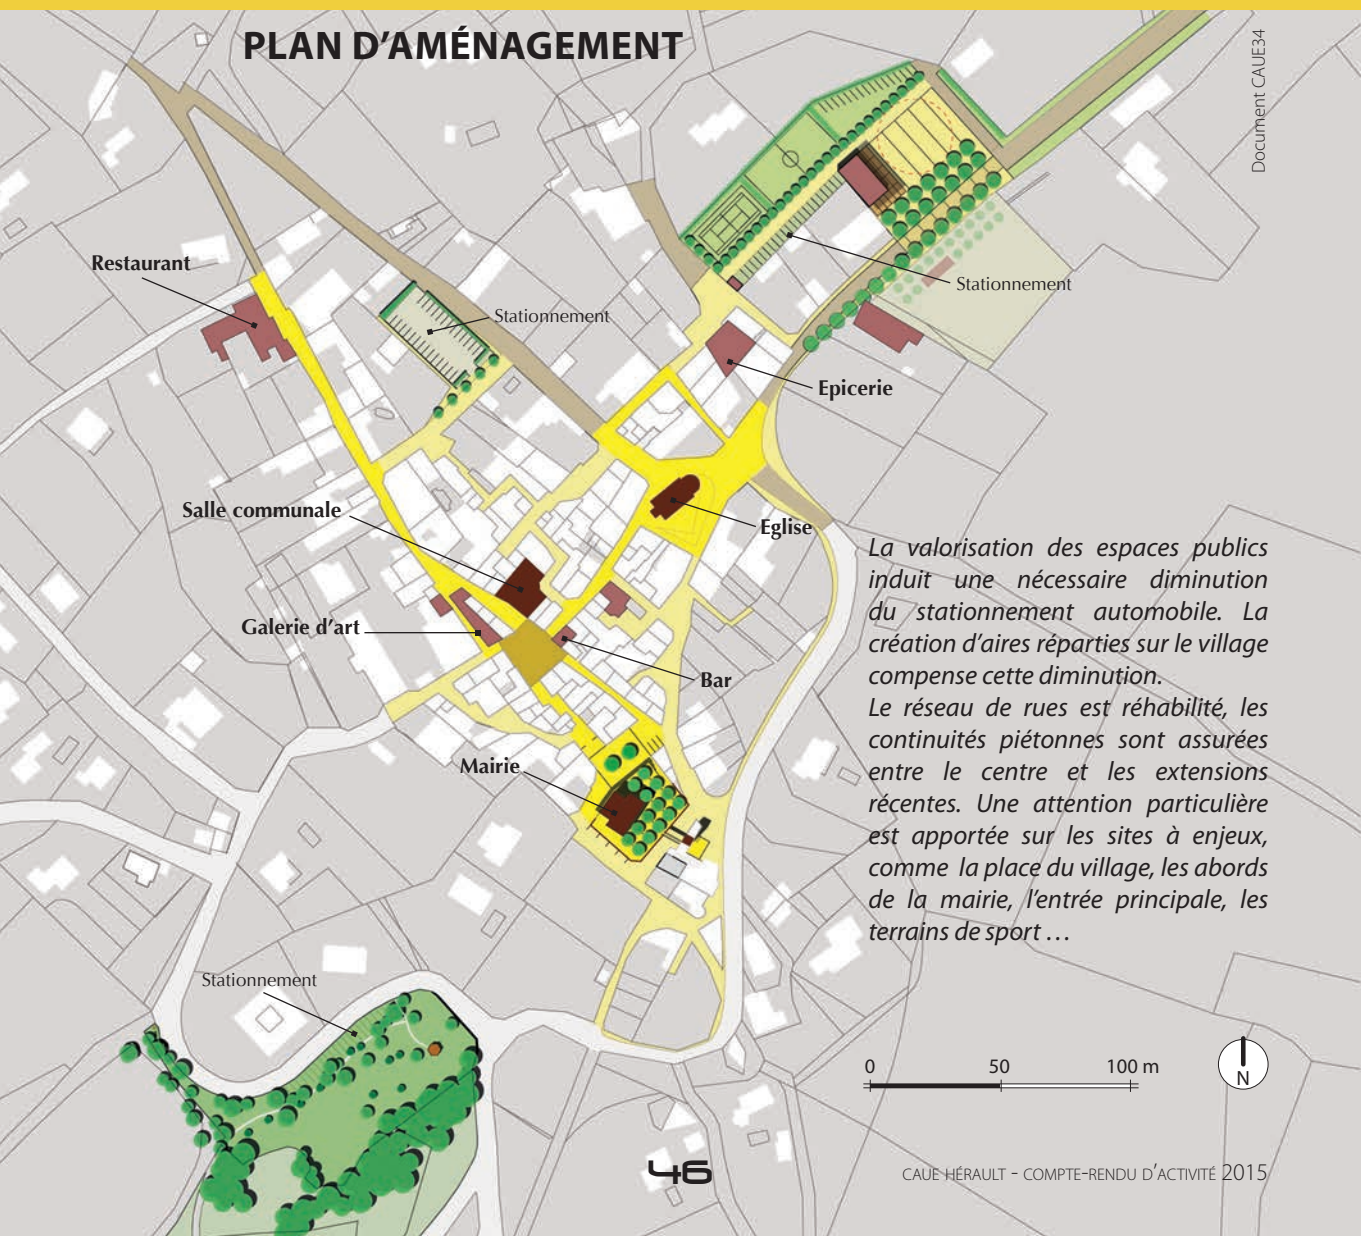 PLAN D’AMÉNAGEMENT
Document CAUE34
Restaurant
Stationnement
Stationnement
Epicerie
Salle communale
Eglise
Galerie d’art
Bar
Mairie
Stationnement
La valorisation des espaces publics
induit une nécessaire diminution
du stationnement automobile. La
création d’aires réparties sur le village
compense cette diminution.
Le réseau de rues est réhabilité, les
continuités piétonnes sont assurées
entre le centre et les extensions
récentes. Une attention particulière
est apportée sur les sites à enjeux,
comme la place du village, les abords
de la mairie, l’entrée principale, les
terrains de sport …
0 50 100 m
N
46
CAUE HÉRAULT - COMPTE-RENDU D’ACTIVITÉ 2015